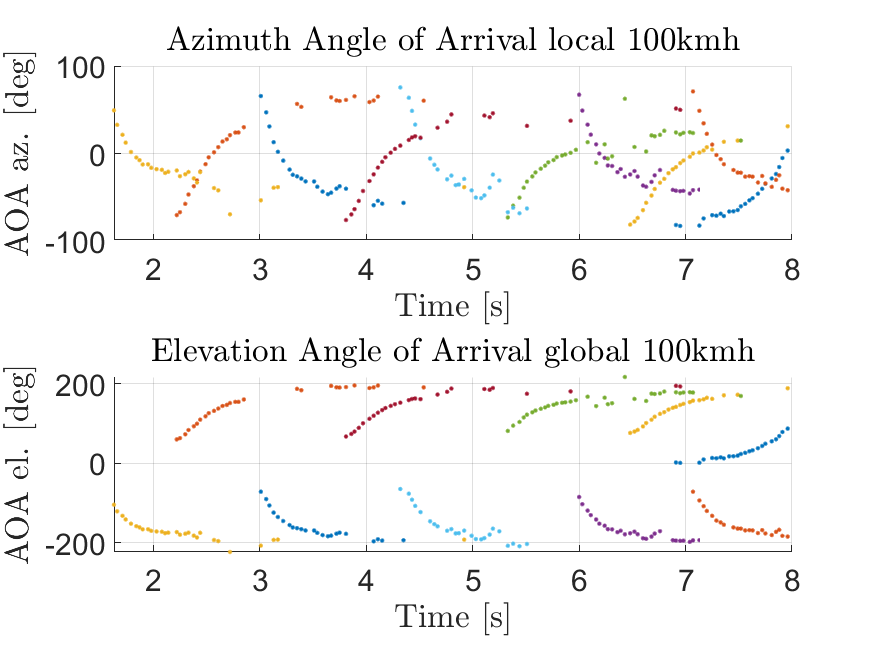 Azimuth Angle of Arrival local 100kmh
AOA az. [deg]
100
0
-100
2 3 4 5 6 7 8
Time [s]
Elevation Angle of Arrival global 100kmh
AOA el. [deg]
200
0
-200
2 3 4 5 6 7 8
Time [s]